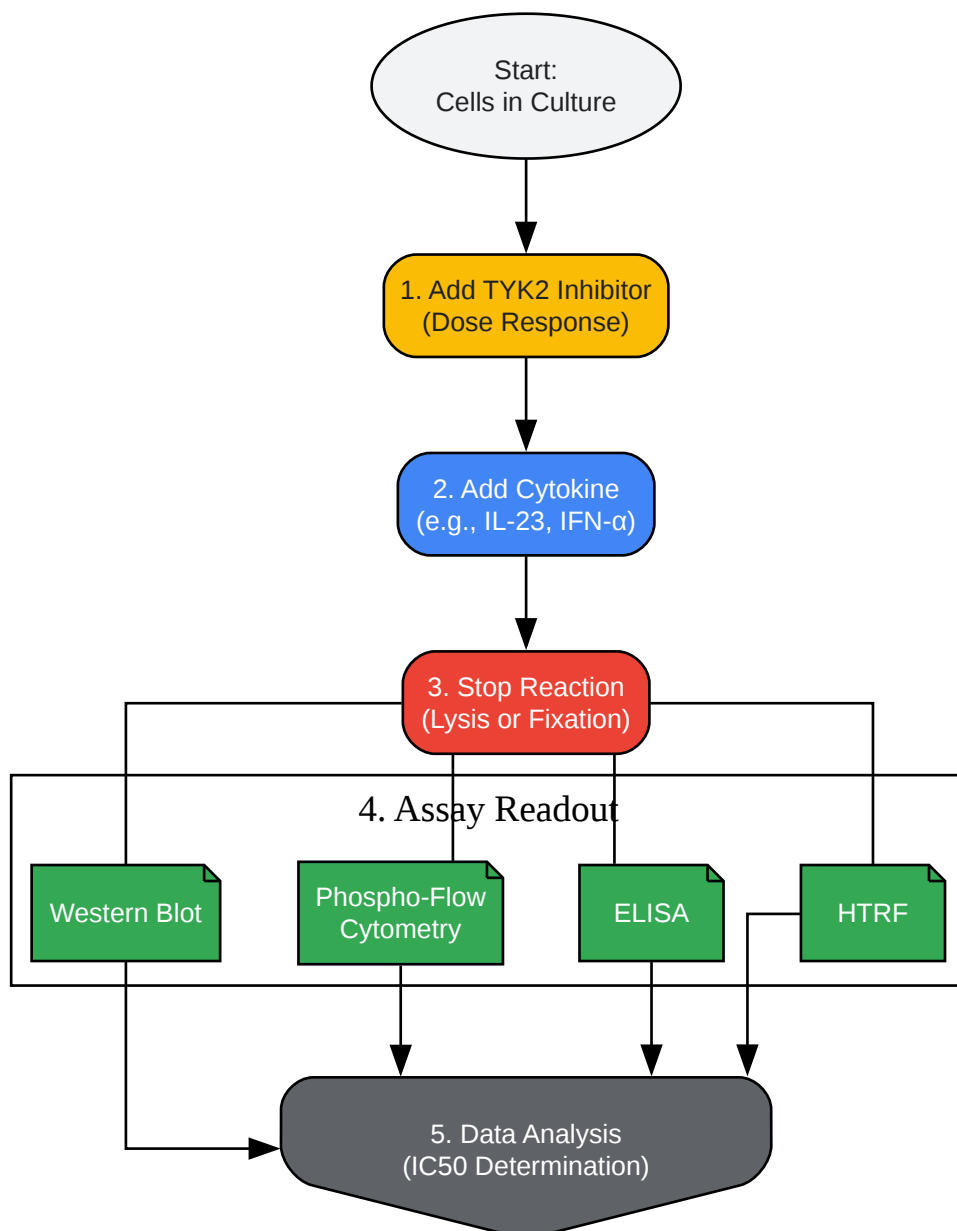 Start:
Cells in Culture
1. Add TYK2 Inhibitor
(Dose Response)
2. Add Cytokine
(e.g., IL-23, IFN-α)
3. Stop Reaction
(Lysis or Fixation)
4. Assay Readout
Western Blot
Phospho-Flow
Cytometry
ELISA
HTRF
5. Data Analysis
(IC50 Determination)